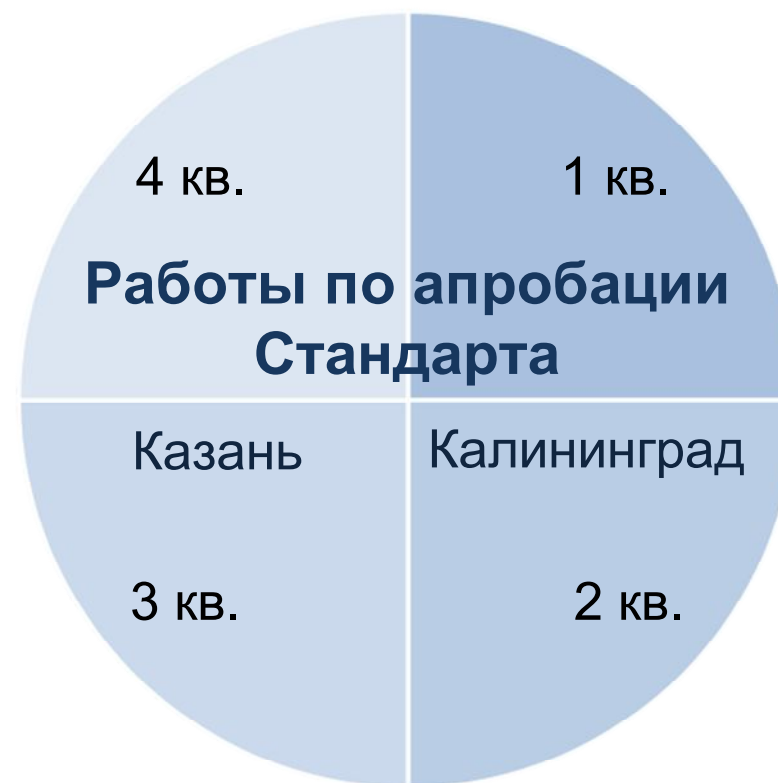 4 кв.
1 кв.
Работы по апробации
Стандарта
Казань
Калининград
3 кв.
2 кв.